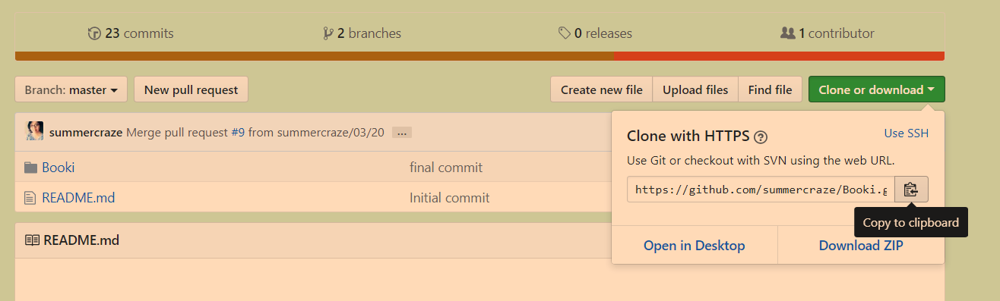 23 commits 2 branches 0 releases 1 contributor
Branch: master New pull request Create new file Upload files Find file Clone or download
summercraze Merge pull request #9 from summercraze/03/20 ...
Booki final commit
README.md Initial commit
README.md
Clone with HTTPS ? Use SSH
Use Git or checkout with SVN using the web URL.
https://github.com/summercraze/Booki.g
Copy to clipboard
Open in Desktop Download ZIP